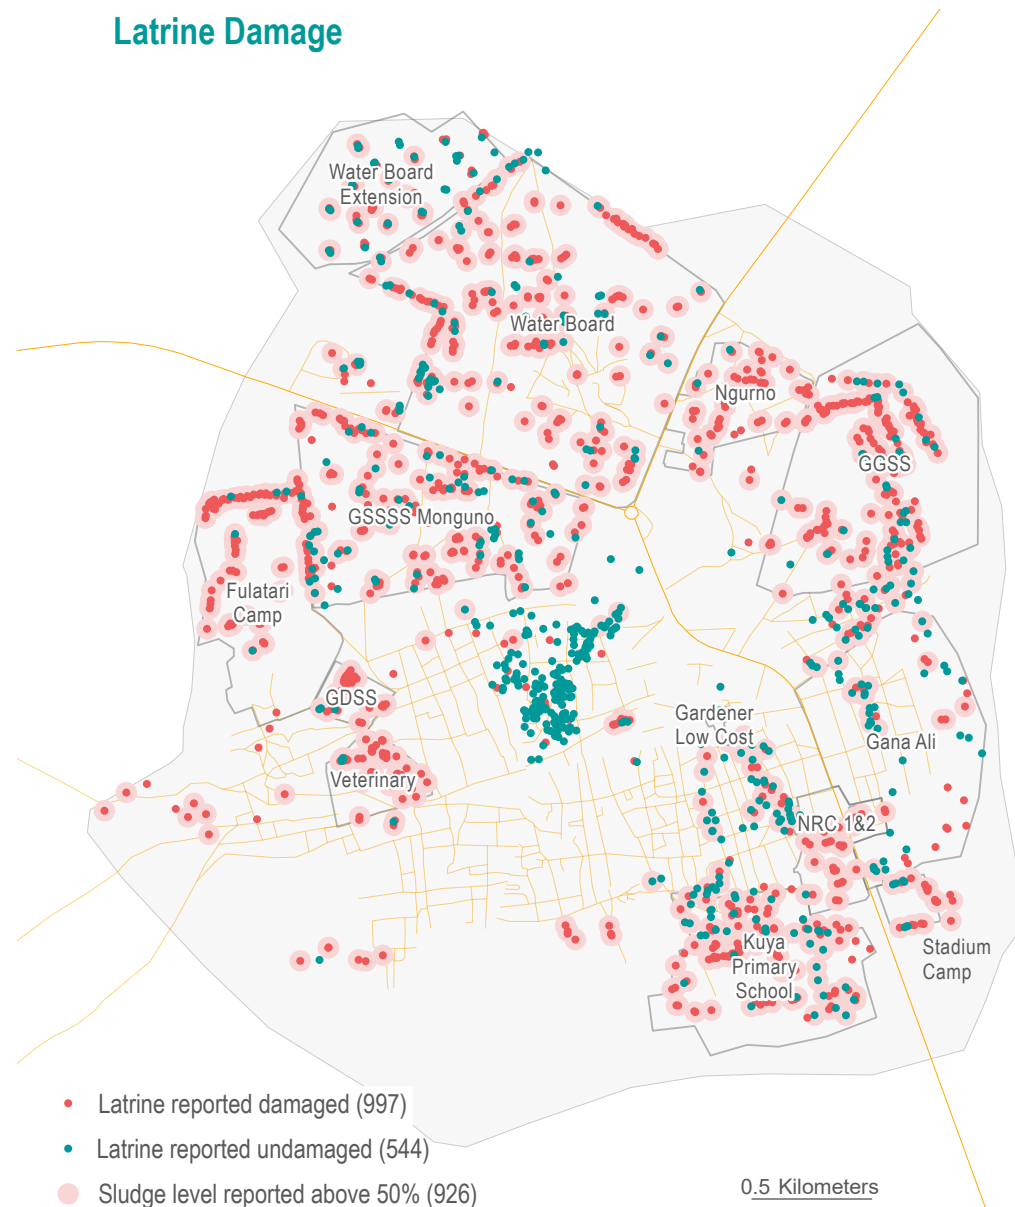 Latrine Damage
Water Board
Extension
Water Board
Ngurno
GGSS
GSSSS Monguno
Fulatari
Camp
GDSS
Gardener
Low Cost
Gana Ali
Veterinary
NRC 1&2
Kuya
Primary
School
Stadium
Camp
Latrine reported damaged (997)
Latrine reported undamaged (544)
Sludge level reported above 50% (926)
0.5 Kilometers